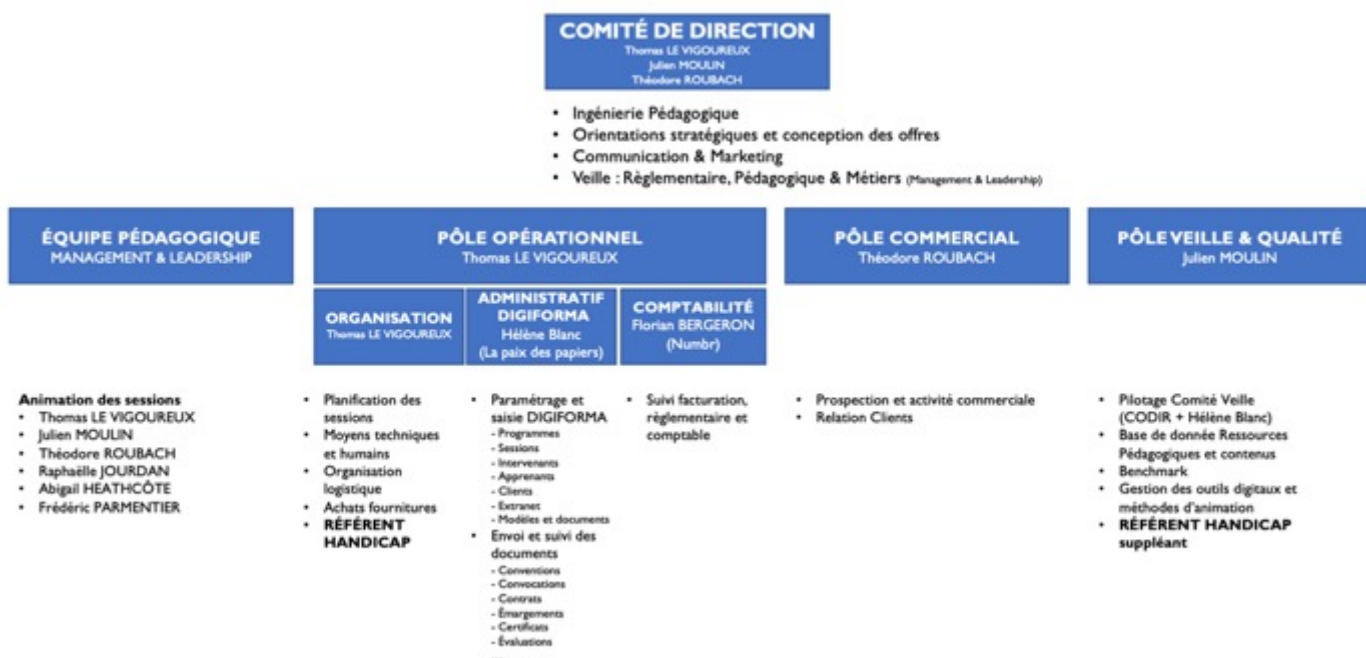 COMITÉ DE DIRECTION
Thomas LE VIGOUREUX
Julien MOULIN
Théodore ROUBACH
• Ingénierie Pédagogique
• Orientations stratégiques et conception des offres
• Communication & Marketing
• Veille : Règlementaire, Pédagogique & Métiers (Management & Leadership)
ÉQUIPE PÉDAGOGIQUE
MANAGEMENT & LEADERSHIP
Animation des sessions
• Thomas LE VIGOUREUX
• Julien MOULIN
• Théodore ROUBACH
• Raphaëlle JOURDAN
• Abigail HEATHCÔTE
• Frédéric PARMENTIER
PÔLE OPÉRATIONNEL
Thomas LE VIGOUREUX
ORGANISATION
Thomas LE VIGOUREUX
• Planification des
sessions
• Moyens techniques
et humains
• Organisation
logistique
• Achats fournitures
• RÉFÉRENT
HANDICAP
ADMINISTRATIF
DIGIFORMA
Hélène Blanc
(La paix des papiers)
• Paramétrage et
saisie DIGIFORMA
- Programmes
- Sessions
- Intervenants
- Apprenants
- Clients
- Extranet
- Modèles et documents
• Envoi et suivi des
documents
- Conventions
- Convocations
- Contrats
- Émargements
- Certificats
- Évaluations
COMPTABILITÉ
Florian BERGERON
(Numbr)
• Suivi facturation,
règlementaire et
comptable
PÔLE COMMERCIAL
Théodore ROUBACH
• Prospection et activité commerciale
• Relation Clients
PÔLE VEILLE & QUALITÉ
Julien MOULIN
• Pilotage Comité Veille
(CODIR + Hélène Blanc)
• Base de donnée Ressources
Pédagogiques et contenus
• Benchmark
• Gestion des outils digitaux et
méthodes d'animation
• RÉFÉRENT HANDICAP
suppléant